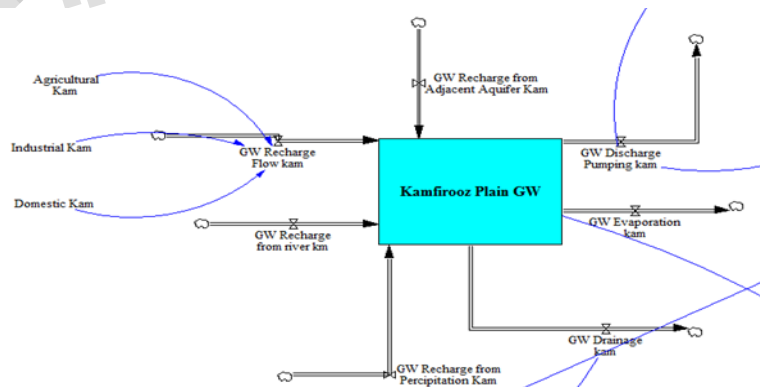 GW Recharge from
Adjacent Aquifer Kam
Agricultural
Kam
Industrial Kam
GW Recharge
Flow kam
GW Discharge
Pumping kam
Kamfirooz Plain GW
Domestic Kam
GW Recharge
from river km
GW Evaporation
kam
GW Drainage
kam
GW Recharge from
Percipitation Kam